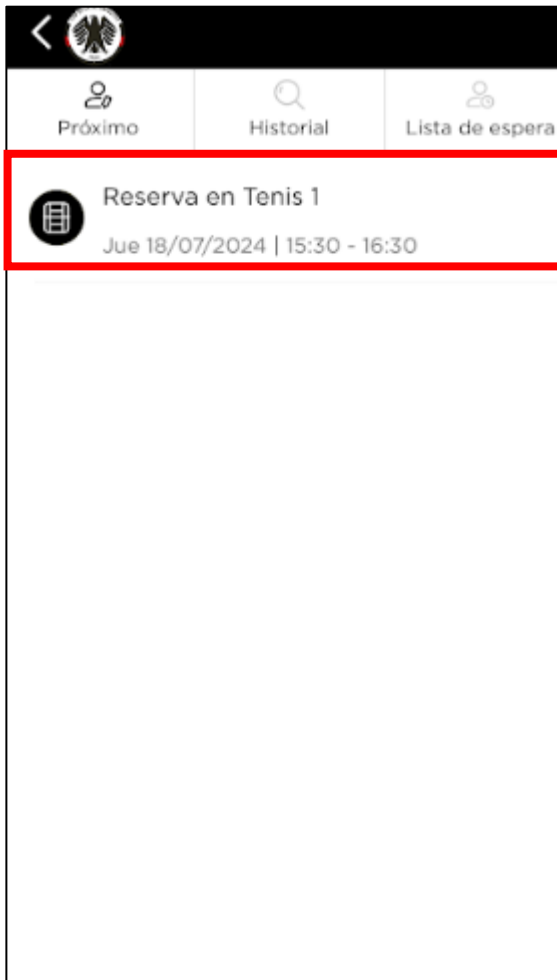 Próximo
Historial
Lista de espera
Reserva en Tenis 1
Jue 18/07/2024 | 15:30 - 16:30